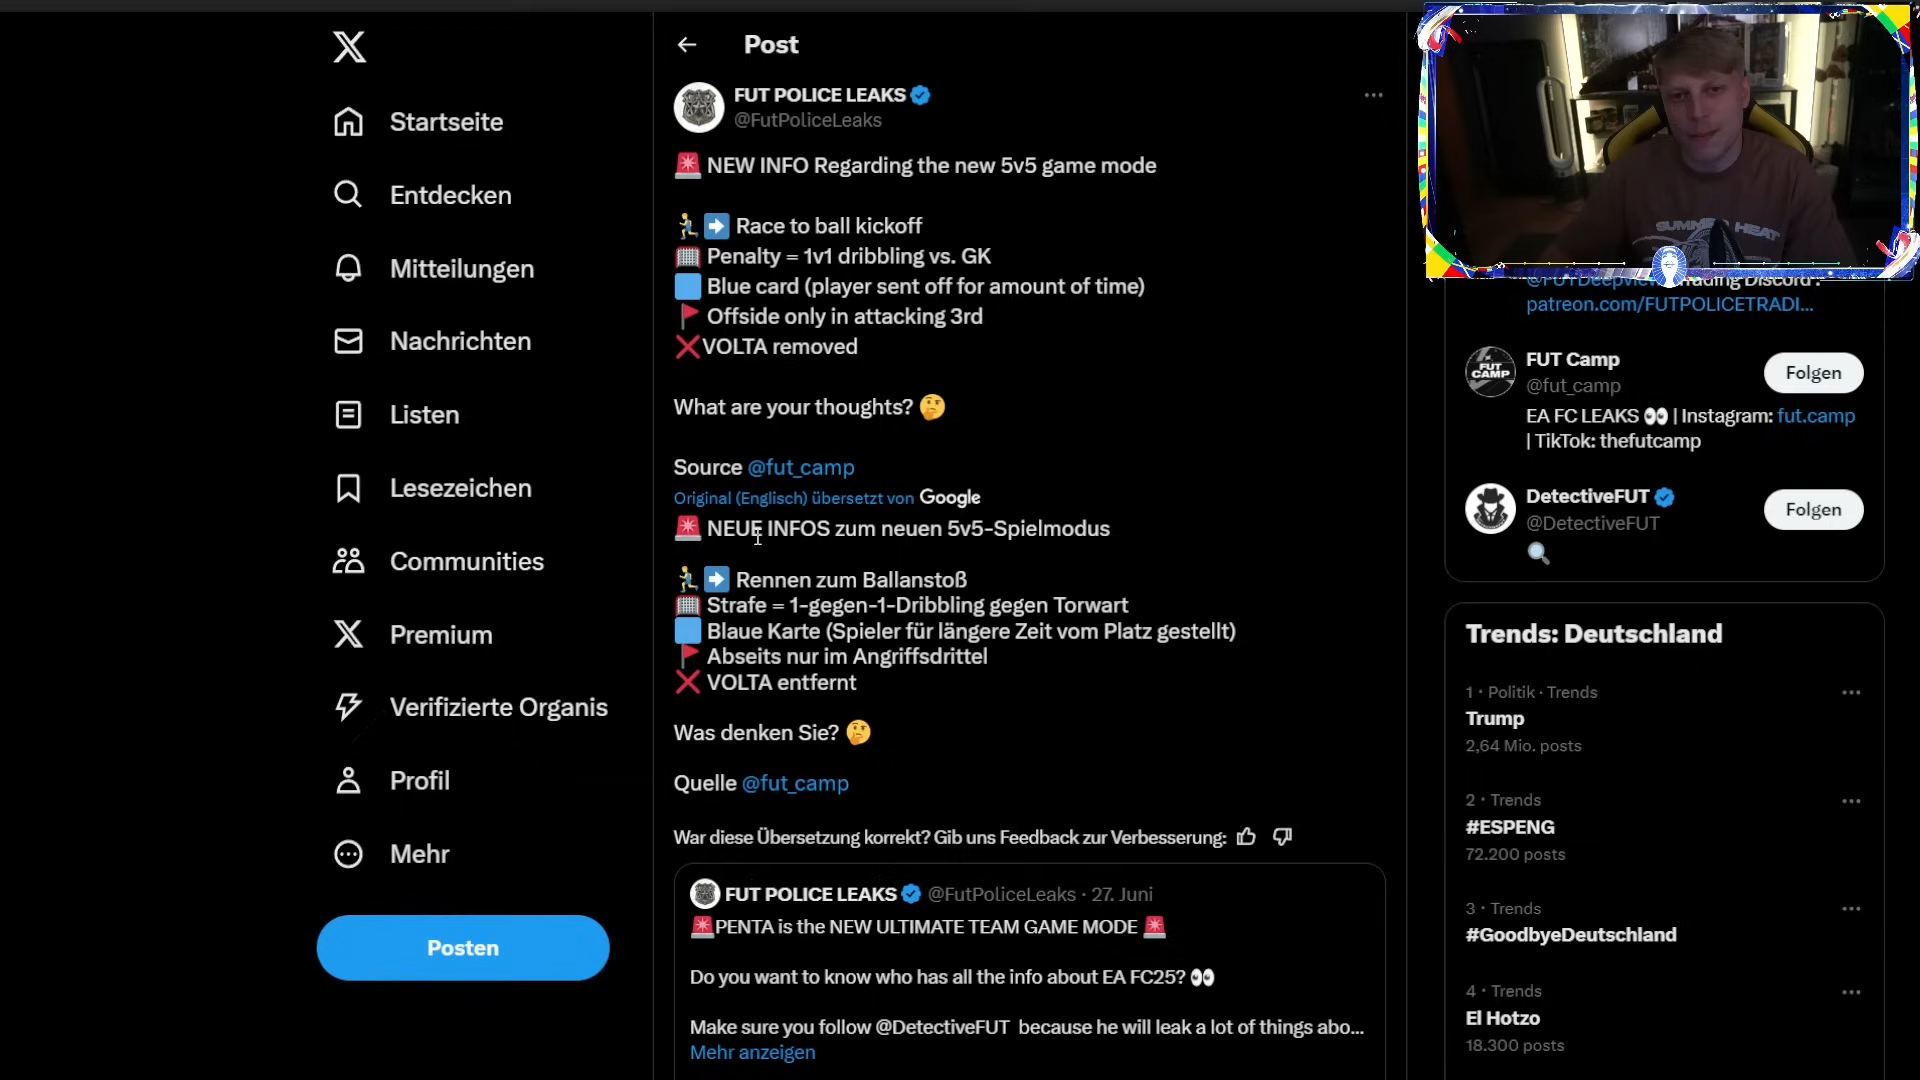 Startseite
Entdecken
Mitteilungen
Nachrichten
Listen
Lesezeichen
Communities
Premium
Verifizierte Organis
Profil
Mehr
Posten
Post
FUT POLICE LEAKS
@FutPoliceLeaks
🚨 NEW INFO Regarding the new 5v5 game mode
🏃‍♂️➡️ Race to ball kickoff
🥅 Penalty = 1v1 dribbling vs. GK
🟦 Blue card (player sent off for amount of time)
🚩 Offside only in attacking 3rd
❌VOLTA removed
What are your thoughts? 🤔
Source @fut_camp
Original (Englisch) übersetzt von Google
🚨 NEUE INFOS zum neuen 5v5-Spielmodus
🏃‍♂️➡️ Rennen zum Ballanstoß
🥅 Strafe = 1-gegen-1-Dribbling gegen Torwart
🟦 Blaue Karte (Spieler für längere Zeit vom Platz gestellt)
🚩 Abseits nur im Angriffsdrittel
❌ VOLTA entfernt
Was denken Sie? 🤔
Quelle @fut_camp
War diese Übersetzung korrekt? Gib uns Feedback zur Verbesserung:
FUT POLICE LEAKS @FutPoliceLeaks · 27. Juni
🚨PENTA is the NEW ULTIMATE TEAM GAME MODE 🚨
Do you want to know who has all the info about EA FC25? 👀
Make sure you follow @DetectiveFUT because he will leak a lot of things abo...
Mehr anzeigen
SUMMER HEAT
patreon.com/FUTPOLICETRADI...
FUT CAMP
FUT Camp
@fut_camp
Folgen
EA FC LEAKS 👀 | Instagram: fut.camp
| TikTok: thefutcamp
DetectiveFUT
@DetectiveFUT
Folgen
🔍
Trends: Deutschland
1 · Politik · Trends
Trump
2,64 Mio. posts
2 · Trends
#ESPENG
72.200 posts
3 · Trends
#GoodbyeDeutschland
4 · Trends
El Hotzo
18.300 posts